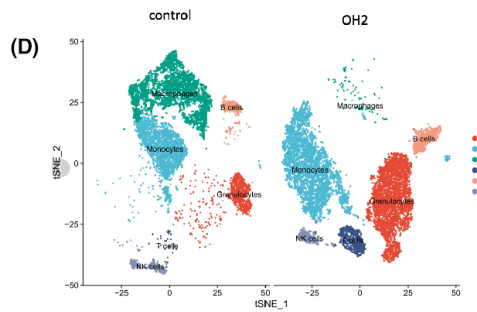 control OH2
(D)
50
Macrophages
Macrophages
25
B cells
B cells
tSNE_2
0
Monocytes
Monocytes
Granulocytes
Granulocytes
-25
T cells
NK cells
NK cells
-50
-25 0 25 50 -25 0 25 50
tSNE_1